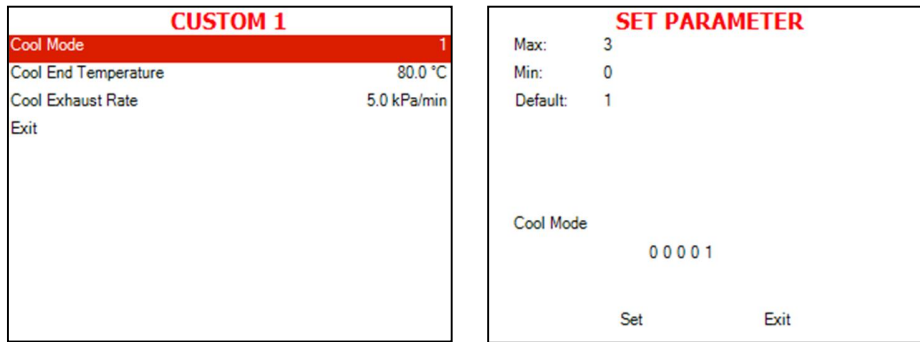 CUSTOM 1
Cool Mode 1
Cool End Temperature 80.0 °C
Cool Exhaust Rate 5.0 kPa/min
Exit
SET PARAMETER
Max: 3
Min: 0
Default: 1
Cool Mode
0 0 0 0 1
Set Exit